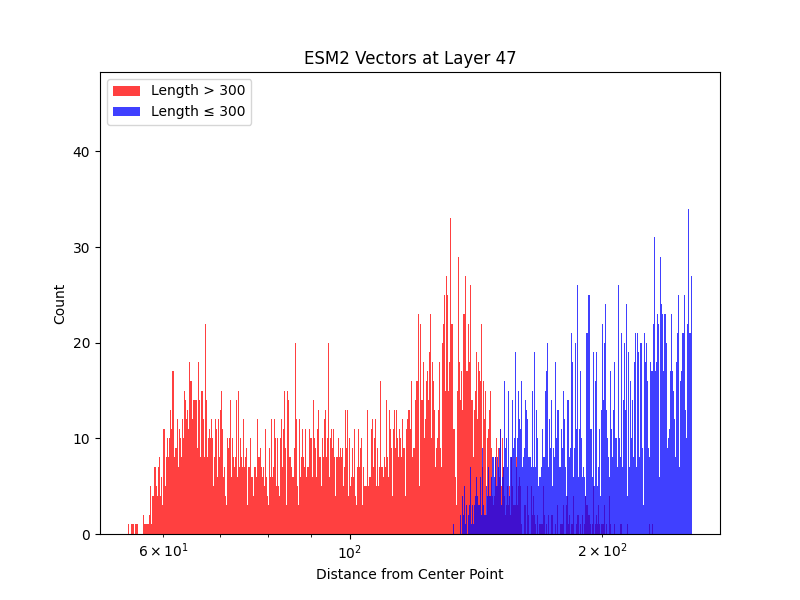 ESM2 Vectors at Layer 47
Length > 300
Length ≤ 300
Count
40
30
20
10
0
6 × 10¹
10²
2 × 10²
Distance from Center Point